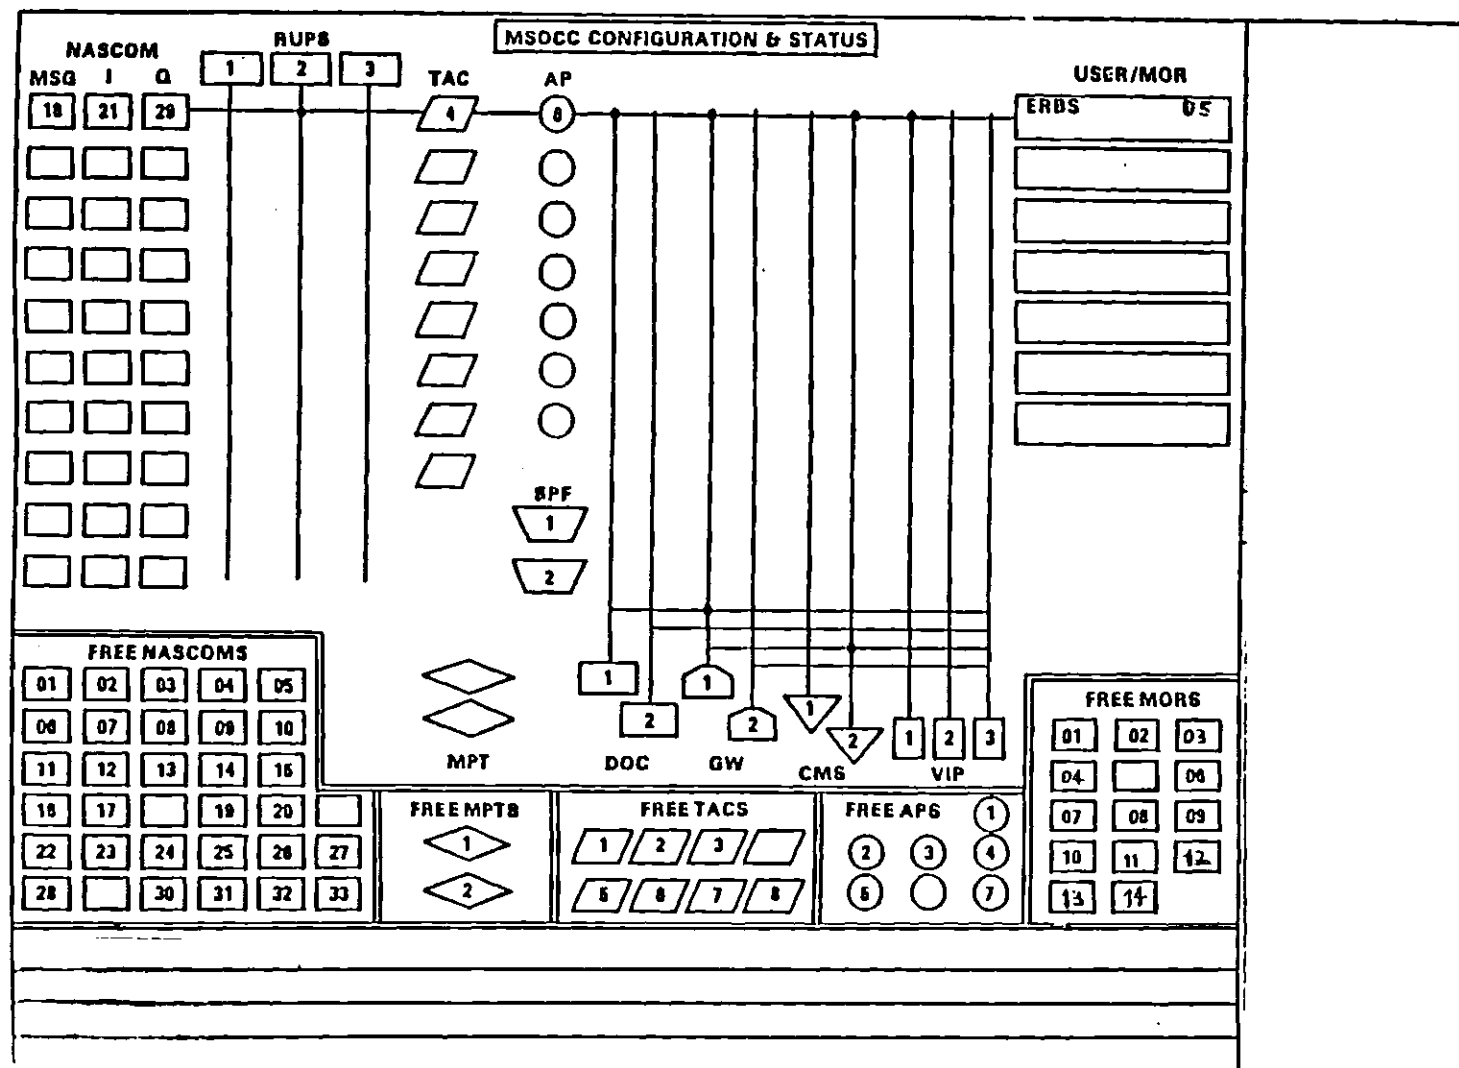 MSOCC CONFIGURATION & STATUS
NASCOM RUPS
MSG I Q 1 2 3 TAC AP USER/MOR
18 21 29 4 8 ERBS 05
SPF
1
2
FREE NASCOMS
01 02 03 04 05
06 07 08 09 10
11 12 13 14 15
16 17 19 20
22 23 24 25 26 27
28 30 31 32 33
1 2 1 2 1 2 1 2 3
MPT DOC GW CMS VIP
FREE MPTS
1
2
FREE TACS
1 2 3
5 6 7 8
FREE APS 1
2 3 4
5 7
FREE MORS
01 02 03
04 06
07 08 09
10 11 12
13 14